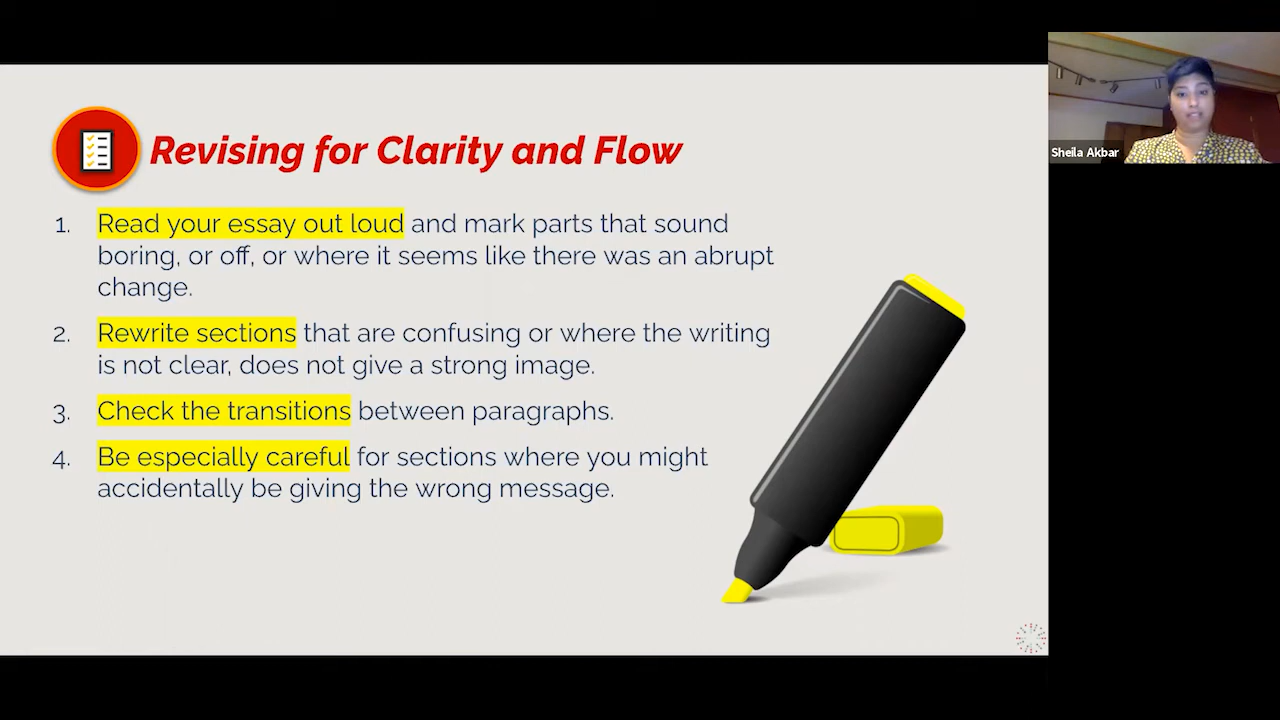 Revising for Clarity and Flow
1. Read your essay out loud and mark parts that sound
boring, or off, or where it seems like there was an abrupt
change.
2. Rewrite sections that are confusing or where the writing
is not clear, does not give a strong image.
3. Check the transitions between paragraphs.
4. Be especially careful for sections where you might
accidentally be giving the wrong message.
Sheila Akbar